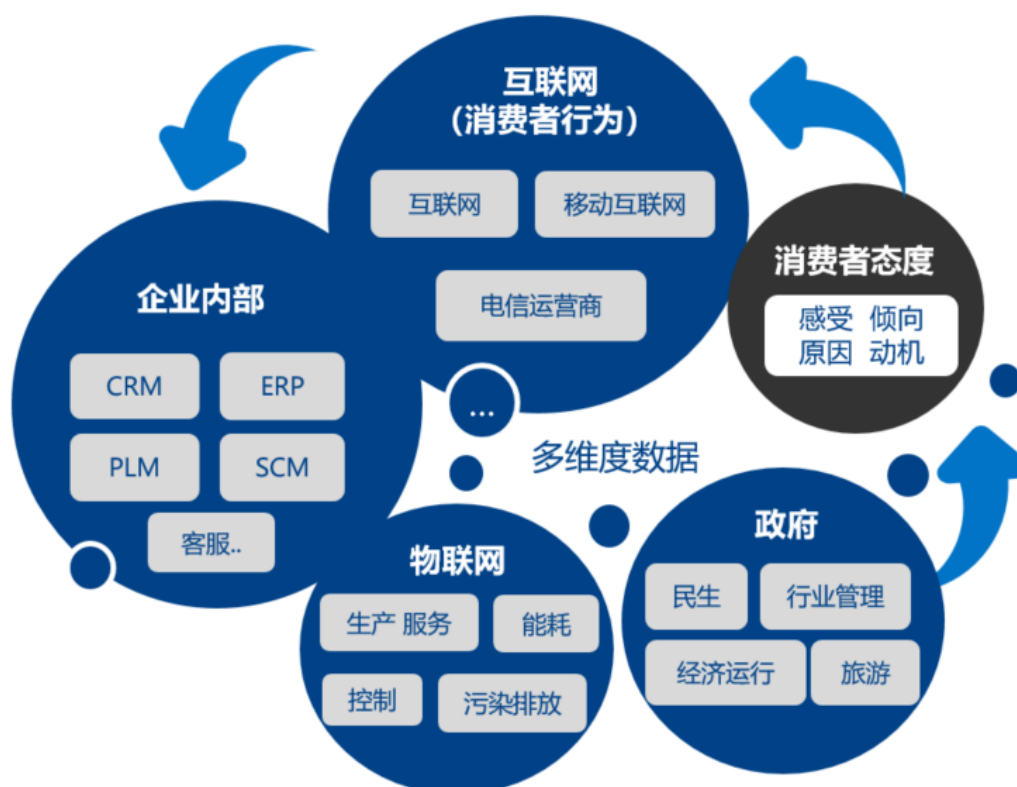 互联网
（消费者行为）
互联网
移动互联网
电信运营商
消费者态度
感受 倾向
原因 动机
企业内部
CRM
ERP
PLM
SCM
客服..
...
多维度数据
物联网
生产 服务
能耗
控制
污染排放
政府
民生
行业管理
经济运行
旅游